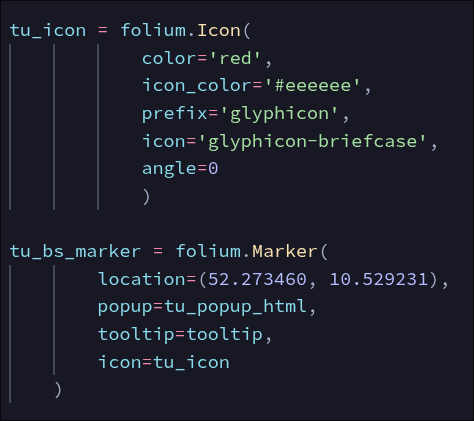 tu_icon = folium.Icon(
color='red',
icon_color='#eeeeee',
prefix='glyphicon',
icon='glyphicon-briefcase',
angle=0
)
tu_bs_marker = folium.Marker(
location=(52.273460, 10.529231),
popup=tu_popup_html,
tooltip=tooltip,
icon=tu_icon
)